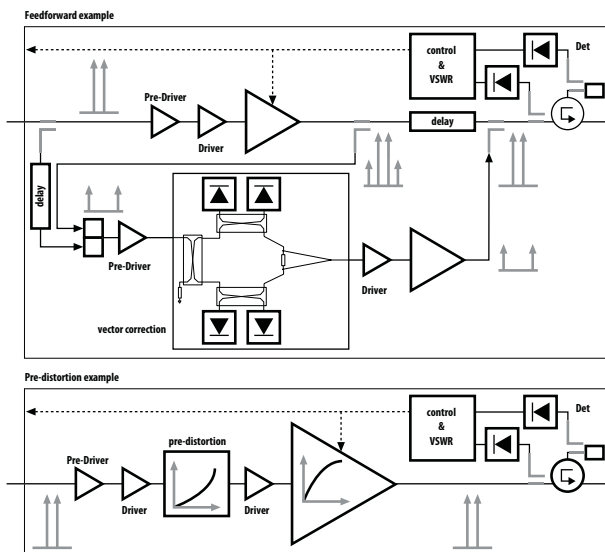 Feedforward example
Det
control
&
VSWR
Pre-Driver
Driver
delay
delay
Pre-Driver
Driver
vector correction
Pre-distortion example
Det
control
&
VSWR
pre-distortion
Pre-Driver
Driver
Driver